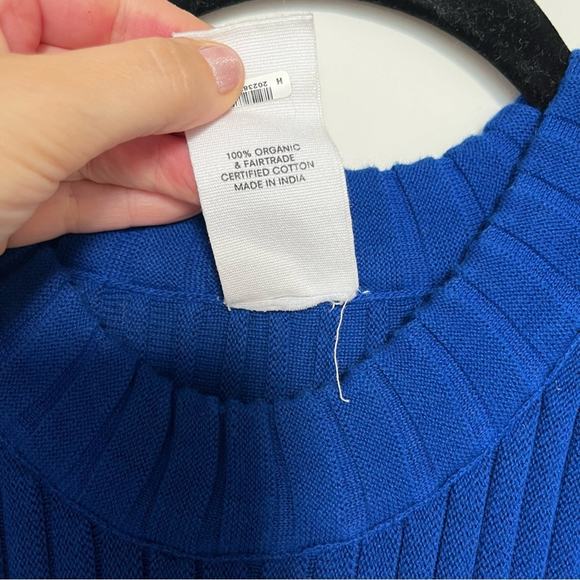 100% ORGANIC
& FAIRTRADE
CERTIFIED COTTON
MADE IN INDIA